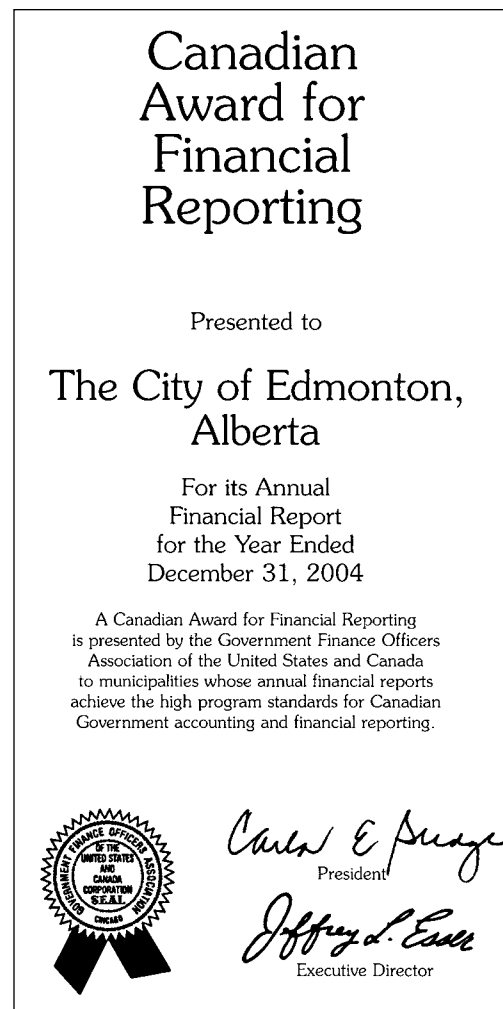 Canadian
Award for
Financial
Reporting
Presented to
The City of Edmonton,
Alberta
For its Annual
Financial Report
for the Year Ended
December 31, 2004
A Canadian Award for Financial Reporting
is presented by the Government Finance Officers
Association of the United States and Canada
to municipalities whose annual financial reports
achieve the high program standards for Canadian
Government accounting and financial reporting.
GOVERNMENT FINANCE OFFICERS ASSOCIATION
OF THE
UNITED STATES
AND
CANADA
CORPORATION
SEAL
CHICAGO
Carla E
President
Jeffrey L. Esser
Executive Director